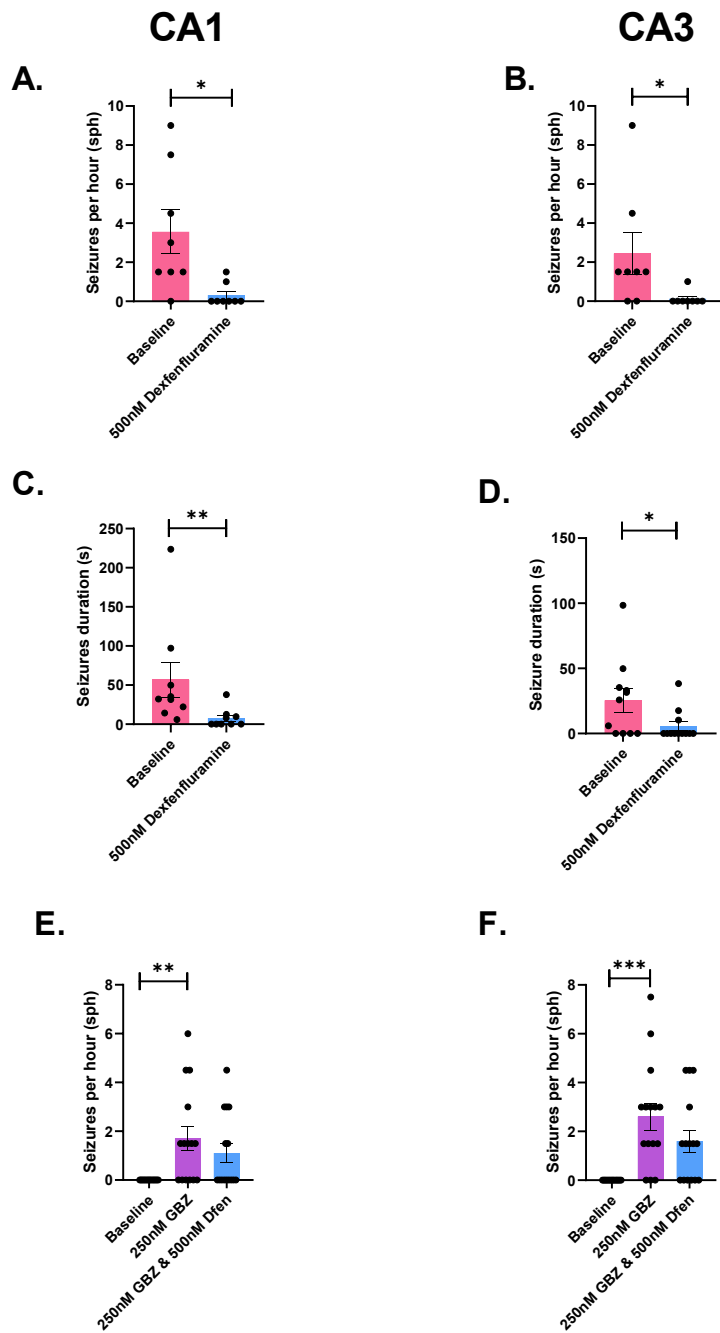 CA1
CA3
A.
*
Seizures per hour (sph)
10
8
6
4
2
0
Baseline
500nM Dexfenfluramine
B.
*
Seizures per hour (sph)
10
8
6
4
2
0
Baseline
500nM Dexfenfluramine
C.
**
Seizures duration (s)
250
200
150
100
50
0
Baseline
500nM Dexfenfluramine
D.
*
Seizure duration (s)
150
100
50
0
Baseline
500nM Dexfenfluramine
E.
**
Seizures per hour (sph)
8
6
4
2
0
Baseline
250nM GBZ
250nM GBZ & 500nM Dfen
F.
***
Seizures per hour (sph)
8
6
4
2
0
Baseline
250nM GBZ
250nM GBZ & 500nM Dfen